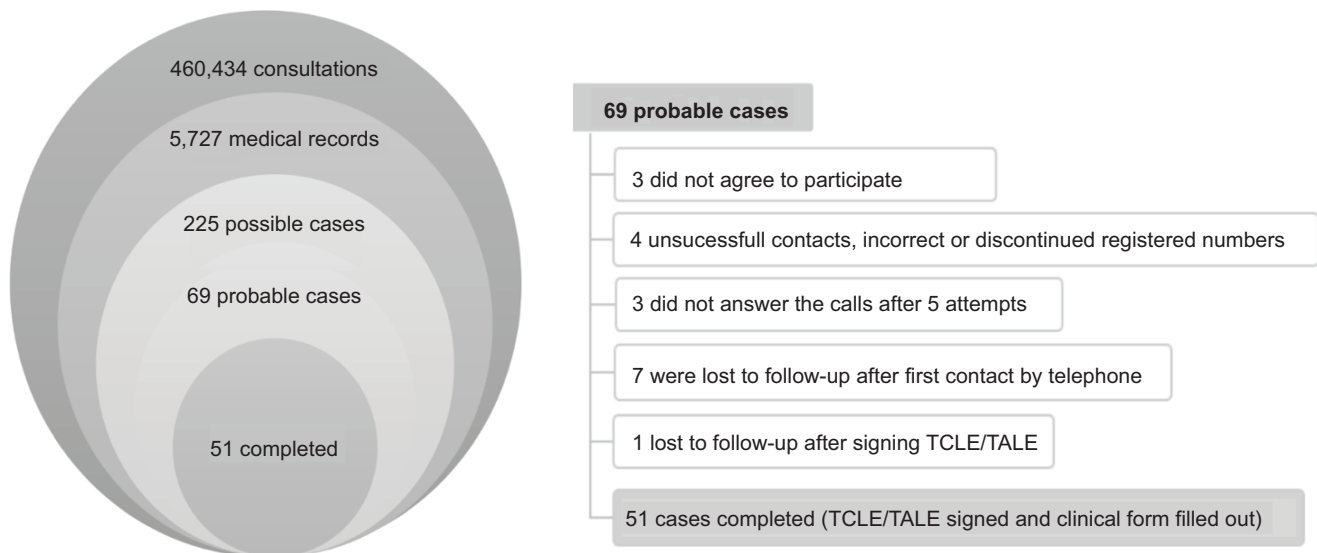 460,434 consultations
5,727 medical records
225 possible cases
69 probable cases
51 completed
69 probable cases
3 did not agree to participate
4 unsucessfull contacts, incorrect or discontinued registered numbers
3 did not answer the calls after 5 attempts
7 were lost to follow-up after first contact by telephone
1 lost to follow-up after signing TCLE/TALE
51 cases completed (TCLE/TALE signed and clinical form filled out)